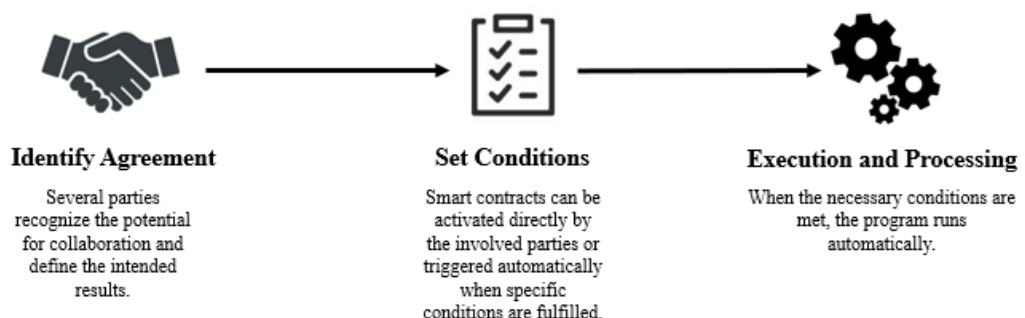 Identify Agreement
Several parties
recognize the potential
for collaboration and
define the intended
results.
Set Conditions
Smart contracts can be
activated directly by
the involved parties or
triggered automatically
when specific
conditions are fulfilled.
Execution and Processing
When the necessary conditions are
met, the program runs
automatically.